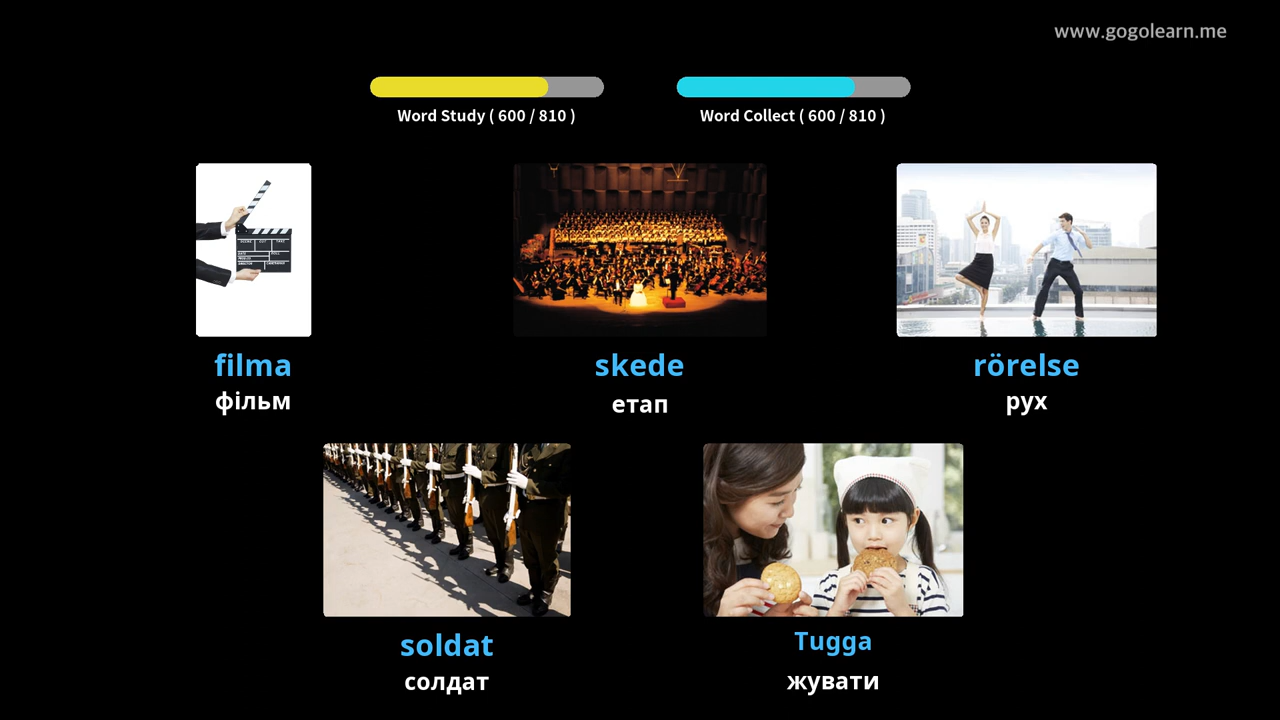 www.gogolearn.me
Word Study ( 600 / 810 )
Word Collect ( 600 / 810 )
filma
фільм
skede
етап
rörelse
рух
soldat
солдат
Tugga
жувати